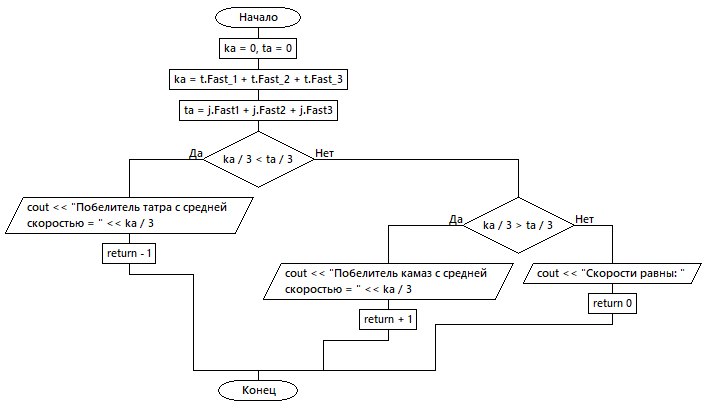 Начало
ka = 0, ta = 0
ka = t.Fast_1 + t.Fast_2 + t.Fast_3
ta = j.Fast1 + j.Fast2 + j.Fast3
Да
ka / 3 < ta / 3
Нет
cout << "Побелитель татра с средней
скоростью = " << ka / 3
return - 1
Да
ka / 3 > ta / 3
Нет
cout << "Побелитель камаз с средней
скоростью = " << ka / 3
return + 1
cout << "Скорости равны: "
return 0
Конец